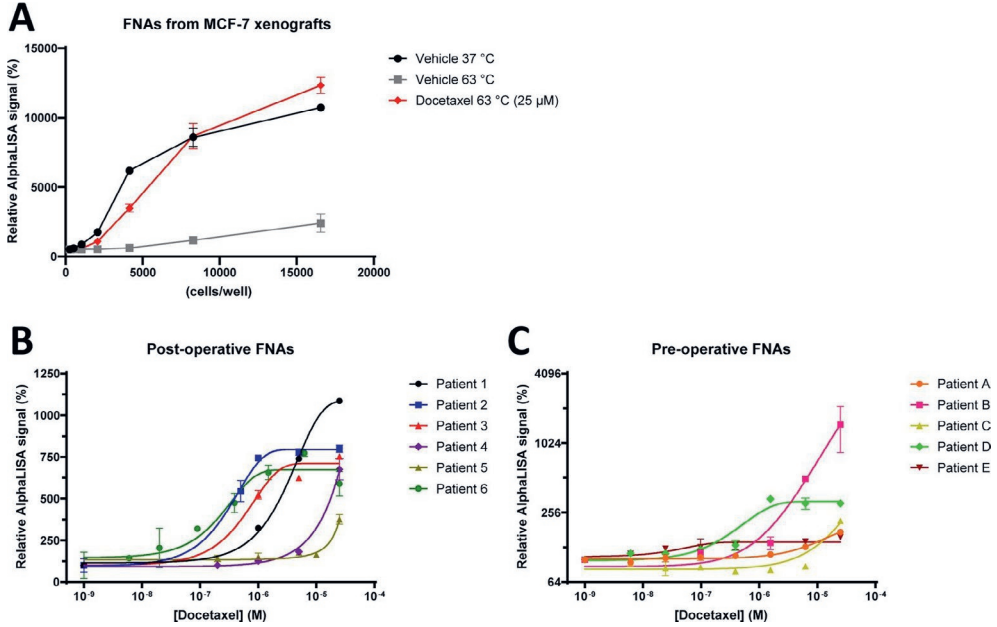 A
FNAs from MCF-7 xenografts
Relative AlphaLISA signal (%)
15000
10000
5000
0
0 5000 10000 15000 20000
(cells/well)
Vehicle 37 °C
Vehicle 63 °C
Docetaxel 63 °C (25 µM)
B
Post-operative FNAs
Relative AlphaLISA signal (%)
1250
1000
750
500
250
0
10⁻⁹ 10⁻⁸ 10⁻⁷ 10⁻⁶ 10⁻⁵ 10⁻⁴
[Docetaxel] (M)
Patient 1
Patient 2
Patient 3
Patient 4
Patient 5
Patient 6
C
Pre-operative FNAs
Relative AlphaLISA signal (%)
4096
1024
256
64
10⁻⁹ 10⁻⁸ 10⁻⁷ 10⁻⁶ 10⁻⁵ 10⁻⁴
[Docetaxel] (M)
Patient A
Patient B
Patient C
Patient D
Patient E